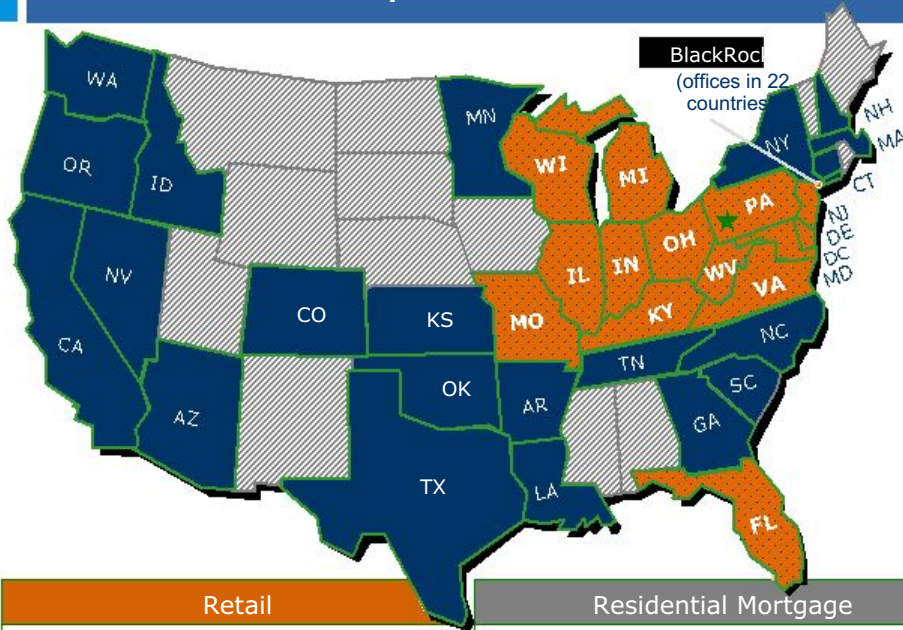 BlackRoc
(offices in 22
countries
WA
OR
ID
MN
WI
MI
NY
NH
MA
CT
NV
CA
CO
KS
MO
IL
IN
OH
PA
NJ
DE
DC
MD
WV
VA
KY
AZ
OK
AR
TN
NC
SC
GA
TX
LA
FL
Retail
Residential Mortgage